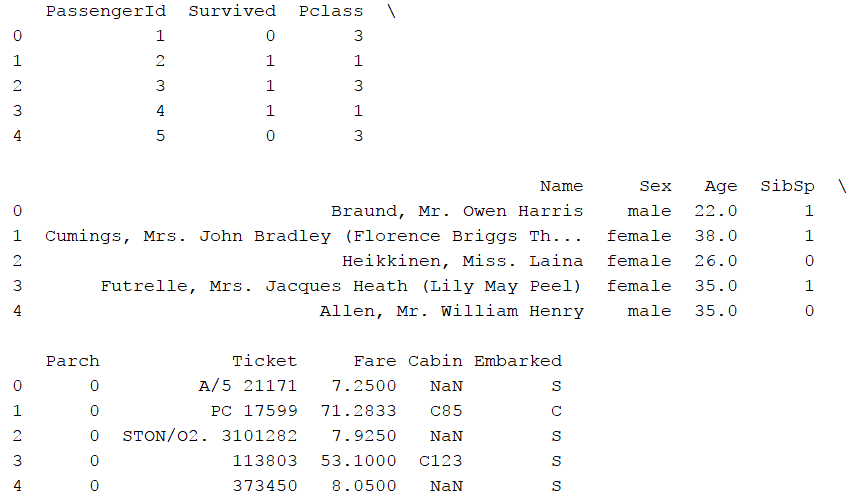 PassengerId Survived Pclass \
0 1 0 3
1 2 1 1
2 3 1 3
3 4 1 1
4 5 0 3
Name Sex Age SibSp \
0 Braund, Mr. Owen Harris male 22.0 1
1 Cumings, Mrs. John Bradley (Florence Briggs Th... female 38.0 1
2 Heikkinen, Miss. Laina female 26.0 0
3 Futrelle, Mrs. Jacques Heath (Lily May Peel) female 35.0 1
4 Allen, Mr. William Henry male 35.0 0
Parch Ticket Fare Cabin Embarked
0 0 A/5 21171 7.2500 NaN S
1 0 PC 17599 71.2833 C85 C
2 0 STON/O2. 3101282 7.9250 NaN S
3 0 113803 53.1000 C123 S
4 0 373450 8.0500 NaN S